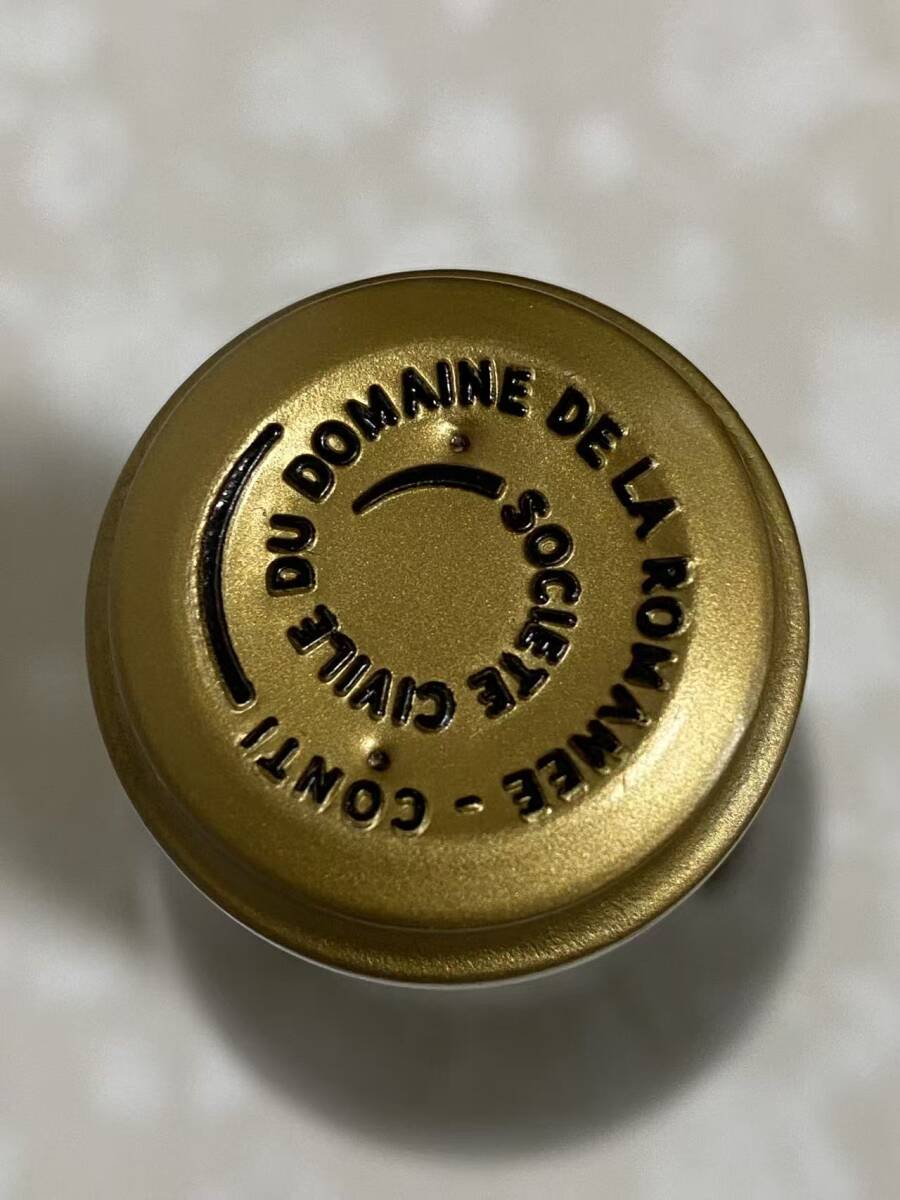 SOCIETE CIVILE DU DOMAINE DE LA ROMANEE - CONTI